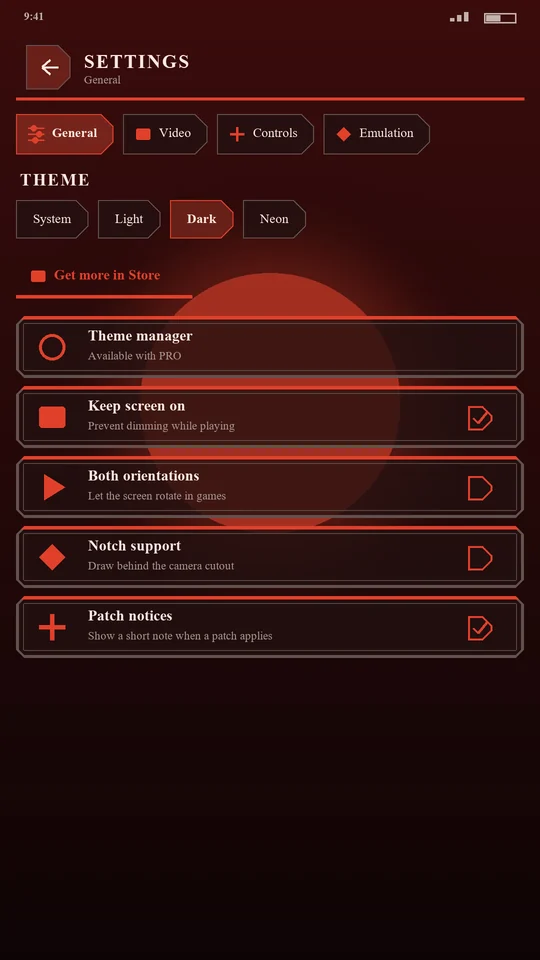 9:41
SETTINGS
General
General
Video
Controls
Emulation
THEME
System
Light
Dark
Neon
Get more in Store
Theme manager
Available with PRO
Keep screen on
Prevent dimming while playing
Both orientations
Let the screen rotate in games
Notch support
Draw behind the camera cutout
Patch notices
Show a short note when a patch applies